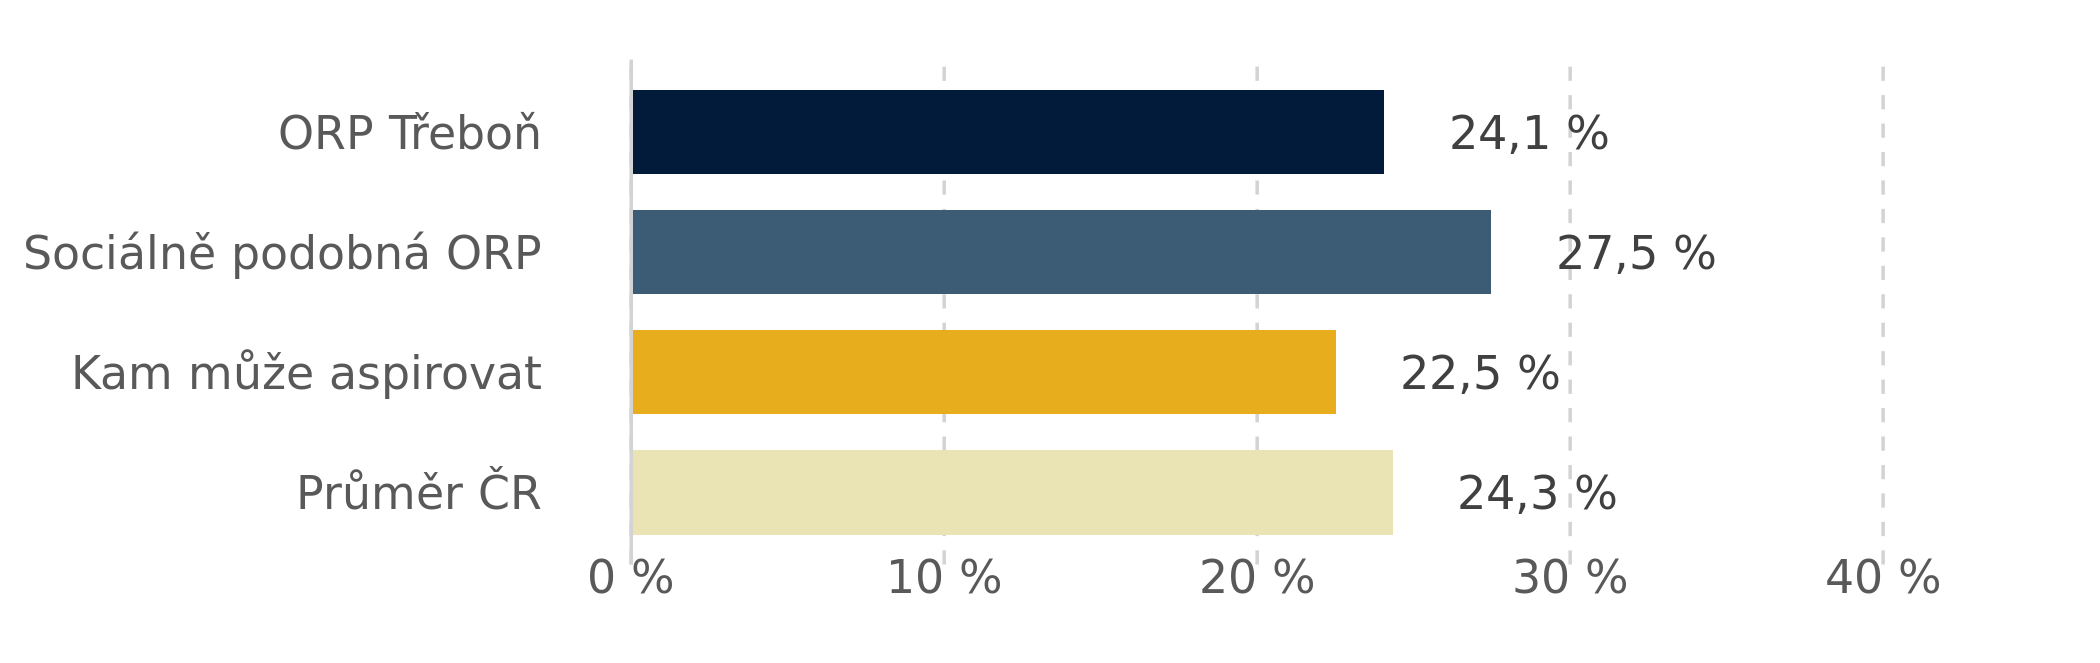 ORP Třeboň 24,1 %
Sociálně podobná ORP 27,5 %
Kam může aspirovat 22,5 %
Průměr ČR 24,3 %
0 % 10 % 20 % 30 % 40 %